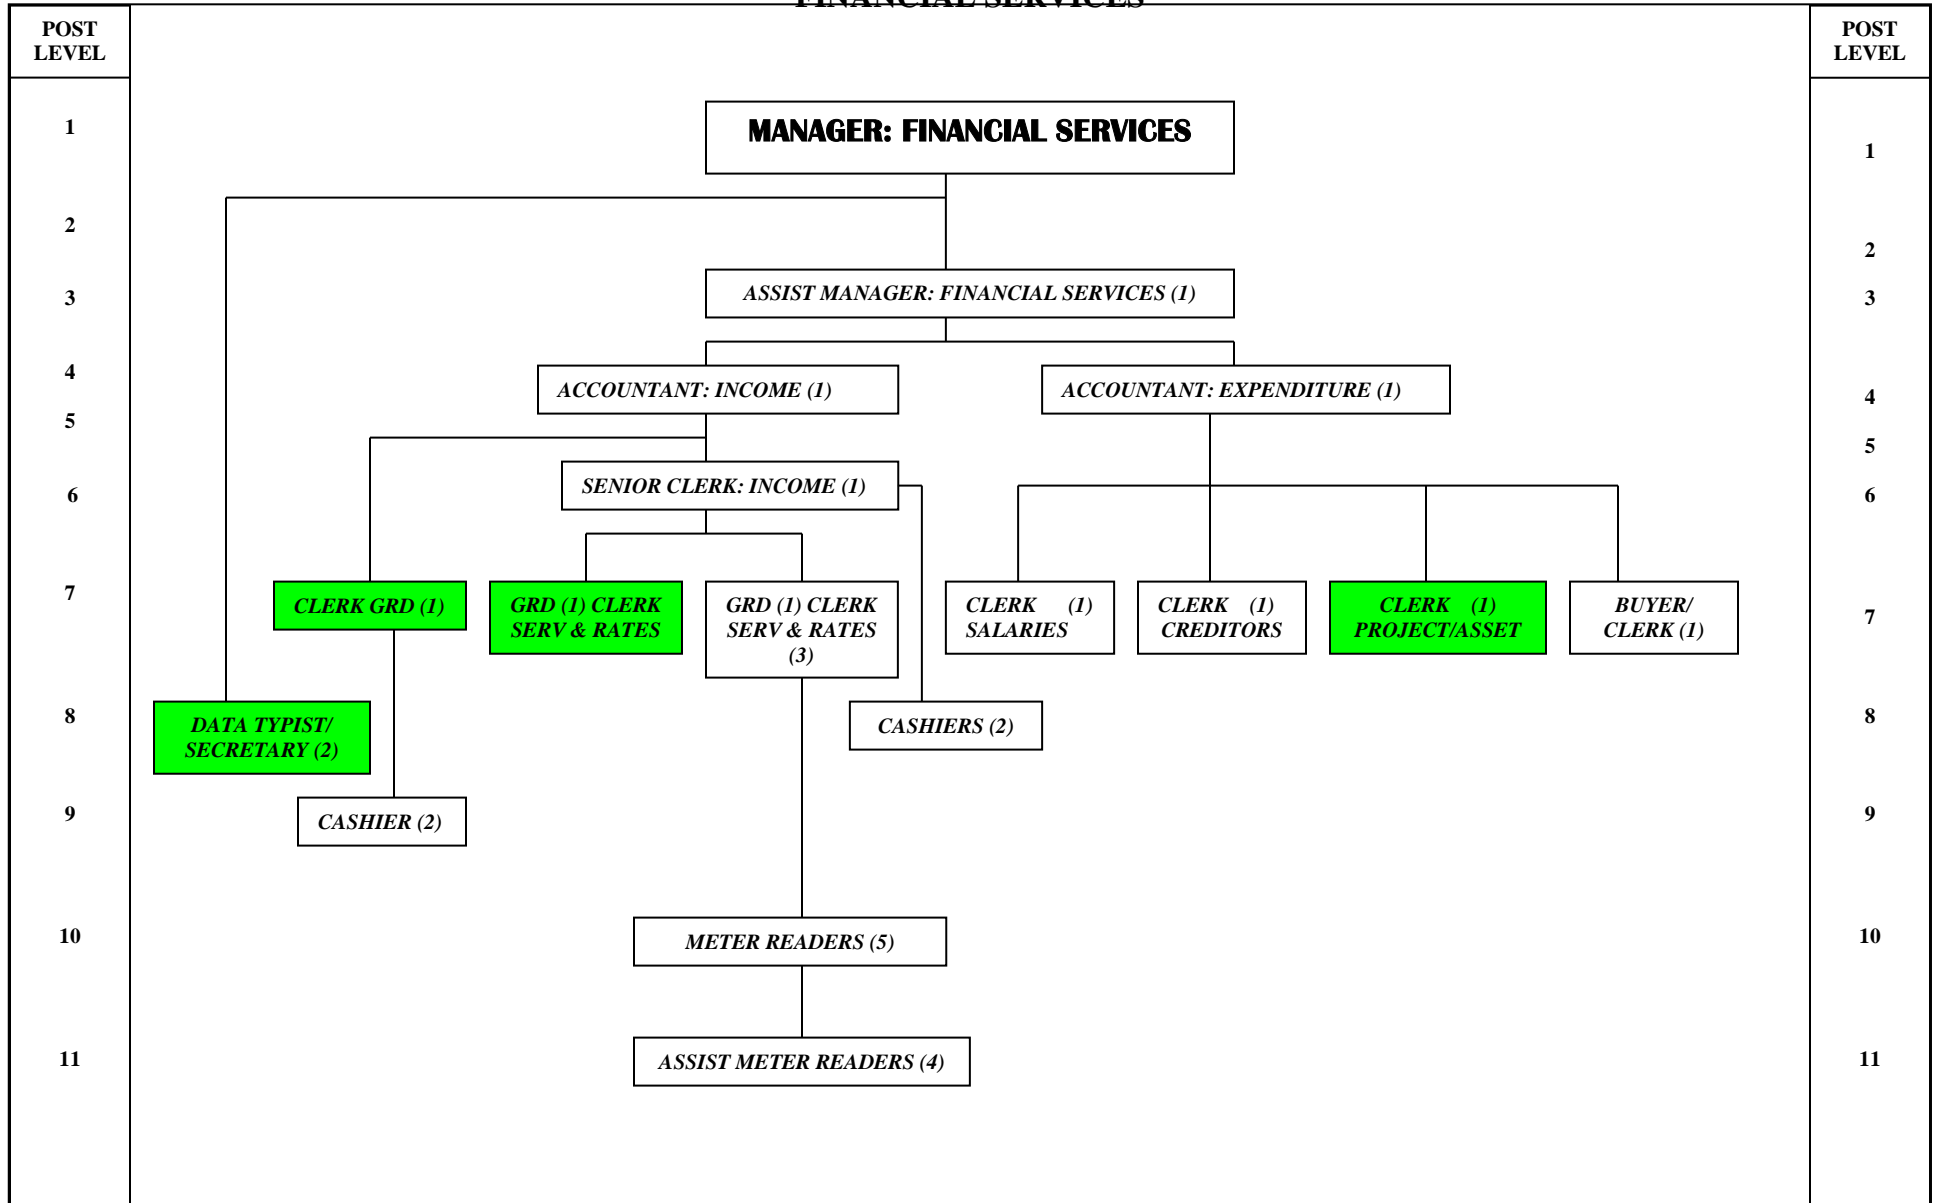 FINANCIAL SERVICES
POST
LEVEL
POST
LEVEL
1
MANAGER: FINANCIAL SERVICES
1
2
2
3
ASSIST MANAGER: FINANCIAL SERVICES (1)
3
4
ACCOUNTANT: INCOME (1)
ACCOUNTANT: EXPENDITURE (1)
4
5
5
6
SENIOR CLERK: INCOME (1)
6
7
CLERK GRD (1)
GRD (1) CLERK
SERV & RATES
GRD (1) CLERK
SERV & RATES
(3)
CLERK (1)
SALARIES
CLERK (1)
CREDITORS
CLERK (1)
PROJECT/ASSET
BUYER/
CLERK (1)
7
8
DATA TYPIST/
SECRETARY (2)
CASHIERS (2)
8
9
CASHIER (2)
9
10
METER READERS (5)
10
11
ASSIST METER READERS (4)
11